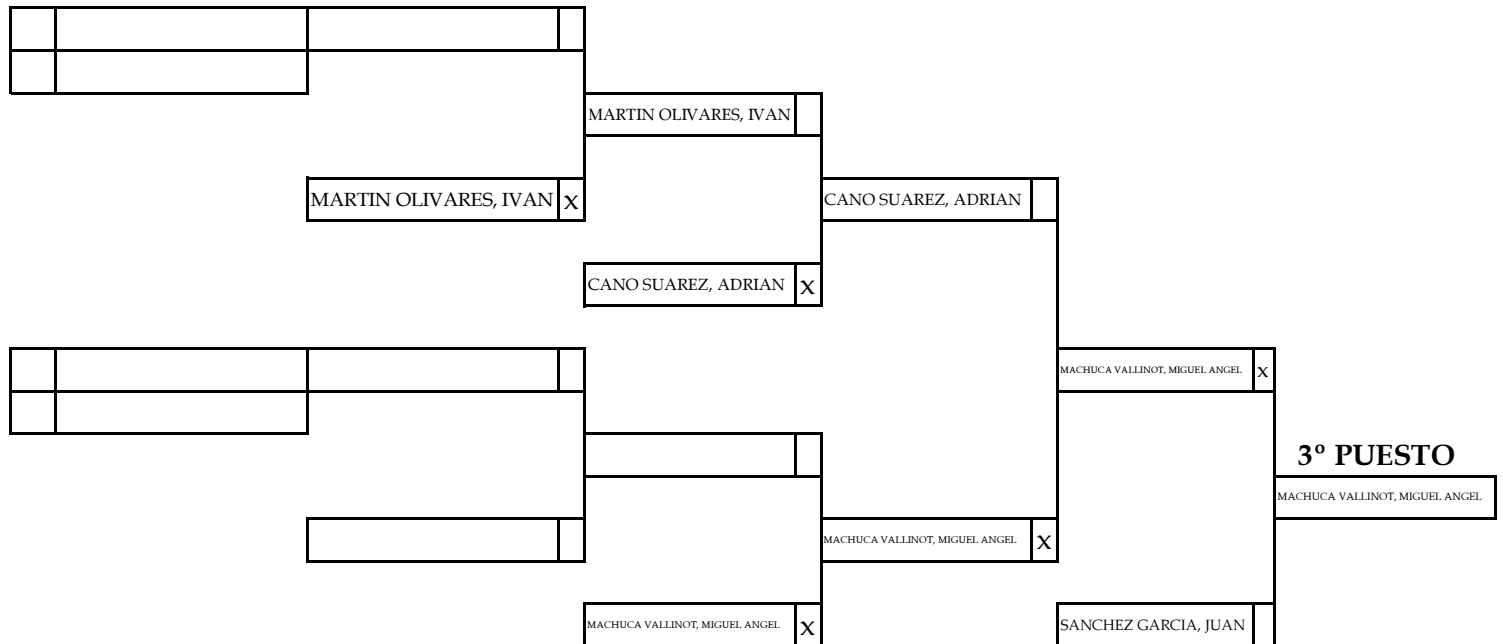 MARTIN OLIVARES, IVAN
MARTIN OLIVARES, IVAN x
CANO SUAREZ, ADRIAN
CANO SUAREZ, ADRIAN x
MACHUCA VALLINOT, MIGUEL ANGEL x
3º PUESTO
MACHUCA VALLINOT, MIGUEL ANGEL
MACHUCA VALLINOT, MIGUEL ANGEL x
MACHUCA VALLINOT, MIGUEL ANGEL x
SANCHEZ GARCIA, JUAN